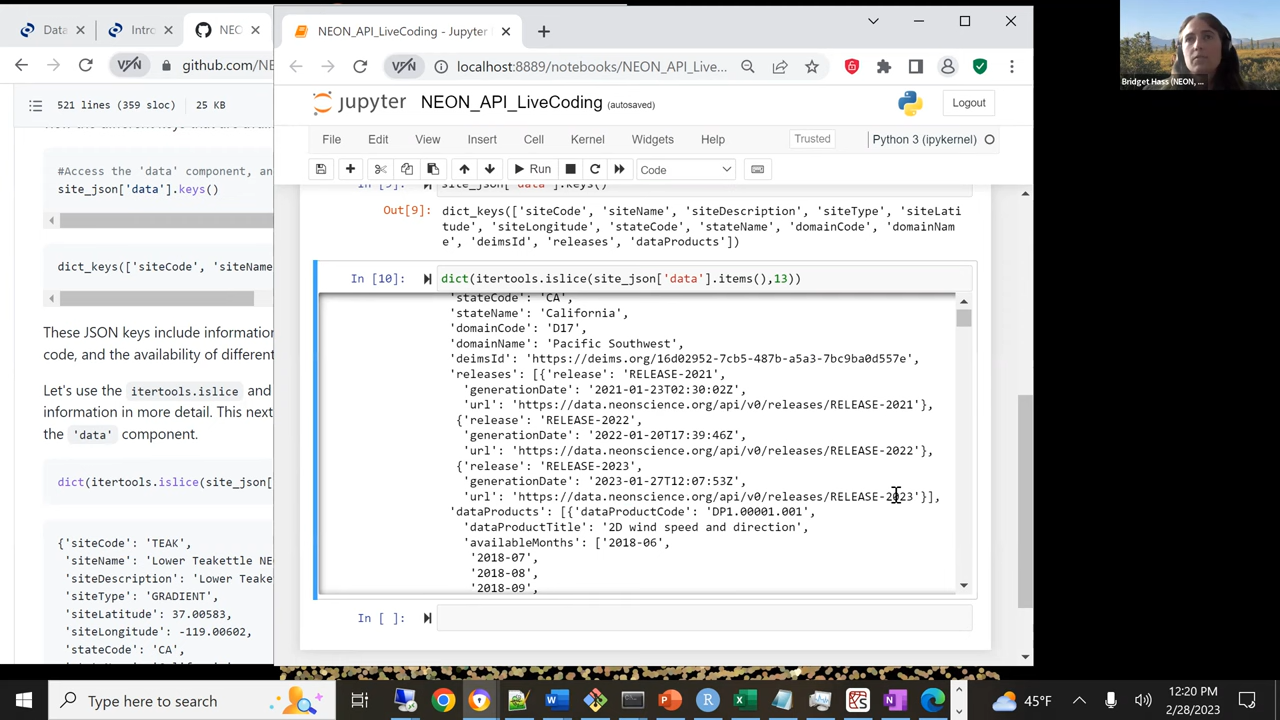 Data
Intro
NEO
github.com/NE
521 lines (359 sloc)
25 KB
#Access the 'data' component, an
site_json['data'].keys()
dict_keys(['siteCode', 'siteName
These JSON keys include informatio
code, and the availability of different
Let's use the itertools.islice and
information in more detail. This next
the 'data' component.
dict(itertools.islice(site_json[
{'siteCode': 'TEAK',
'siteName': 'Lower Teakettle NE
'siteDescription': 'Lower Teake
'siteType': 'GRADIENT',
'siteLatitude': 37.00583,
'siteLongitude': -119.00602,
'stateCode': 'CA',
NEON_API_LiveCoding - Jupyter
VPN
localhost:8889/notebooks/NEON_API_Live...
jupyter
NEON_API_LiveCoding
(autosaved)
Logout
File
Edit
View
Insert
Cell
Kernel
Widgets
Help
Trusted
Python 3 (ipykernel)
Run
Code
In [9]:
site_json['data'].keys()
Out[9]:
dict_keys(['siteCode', 'siteName', 'siteDescription', 'siteType', 'siteLati
tude', 'siteLongitude', 'stateCode', 'stateName', 'domainCode', 'domainNam
e', 'deimsId', 'releases', 'dataProducts'])
In [10]:
dict(itertools.islice(site_json['data'].items(),13))
'stateCode': 'CA',
'stateName': 'California',
'domainCode': 'D17',
'domainName': 'Pacific Southwest',
'deimsId': 'https://deims.org/16d02952-7cb5-487b-a5a3-7bc9ba0d557e',
'releases': [{'release': 'RELEASE-2021',
'generationDate': '2021-01-23T02:30:02Z',
'url': 'https://data.neonscience.org/api/v0/releases/RELEASE-2021'},
{'release': 'RELEASE-2022',
'generationDate': '2022-01-20T17:39:46Z',
'url': 'https://data.neonscience.org/api/v0/releases/RELEASE-2022'},
{'release': 'RELEASE-2023',
'generationDate': '2023-01-27T12:07:53Z',
'url': 'https://data.neonscience.org/api/v0/releases/RELEASE-2023'}],
'dataProducts': [{'dataProductCode': 'DP1.00001.001',
'dataProductTitle': '2D wind speed and direction',
'availableMonths': ['2018-06',
'2018-07',
'2018-08',
'2018-09',
In [ ]:
Bridget Hass (NEON, ...
Type here to search
45°F
12:20 PM
2/28/2023